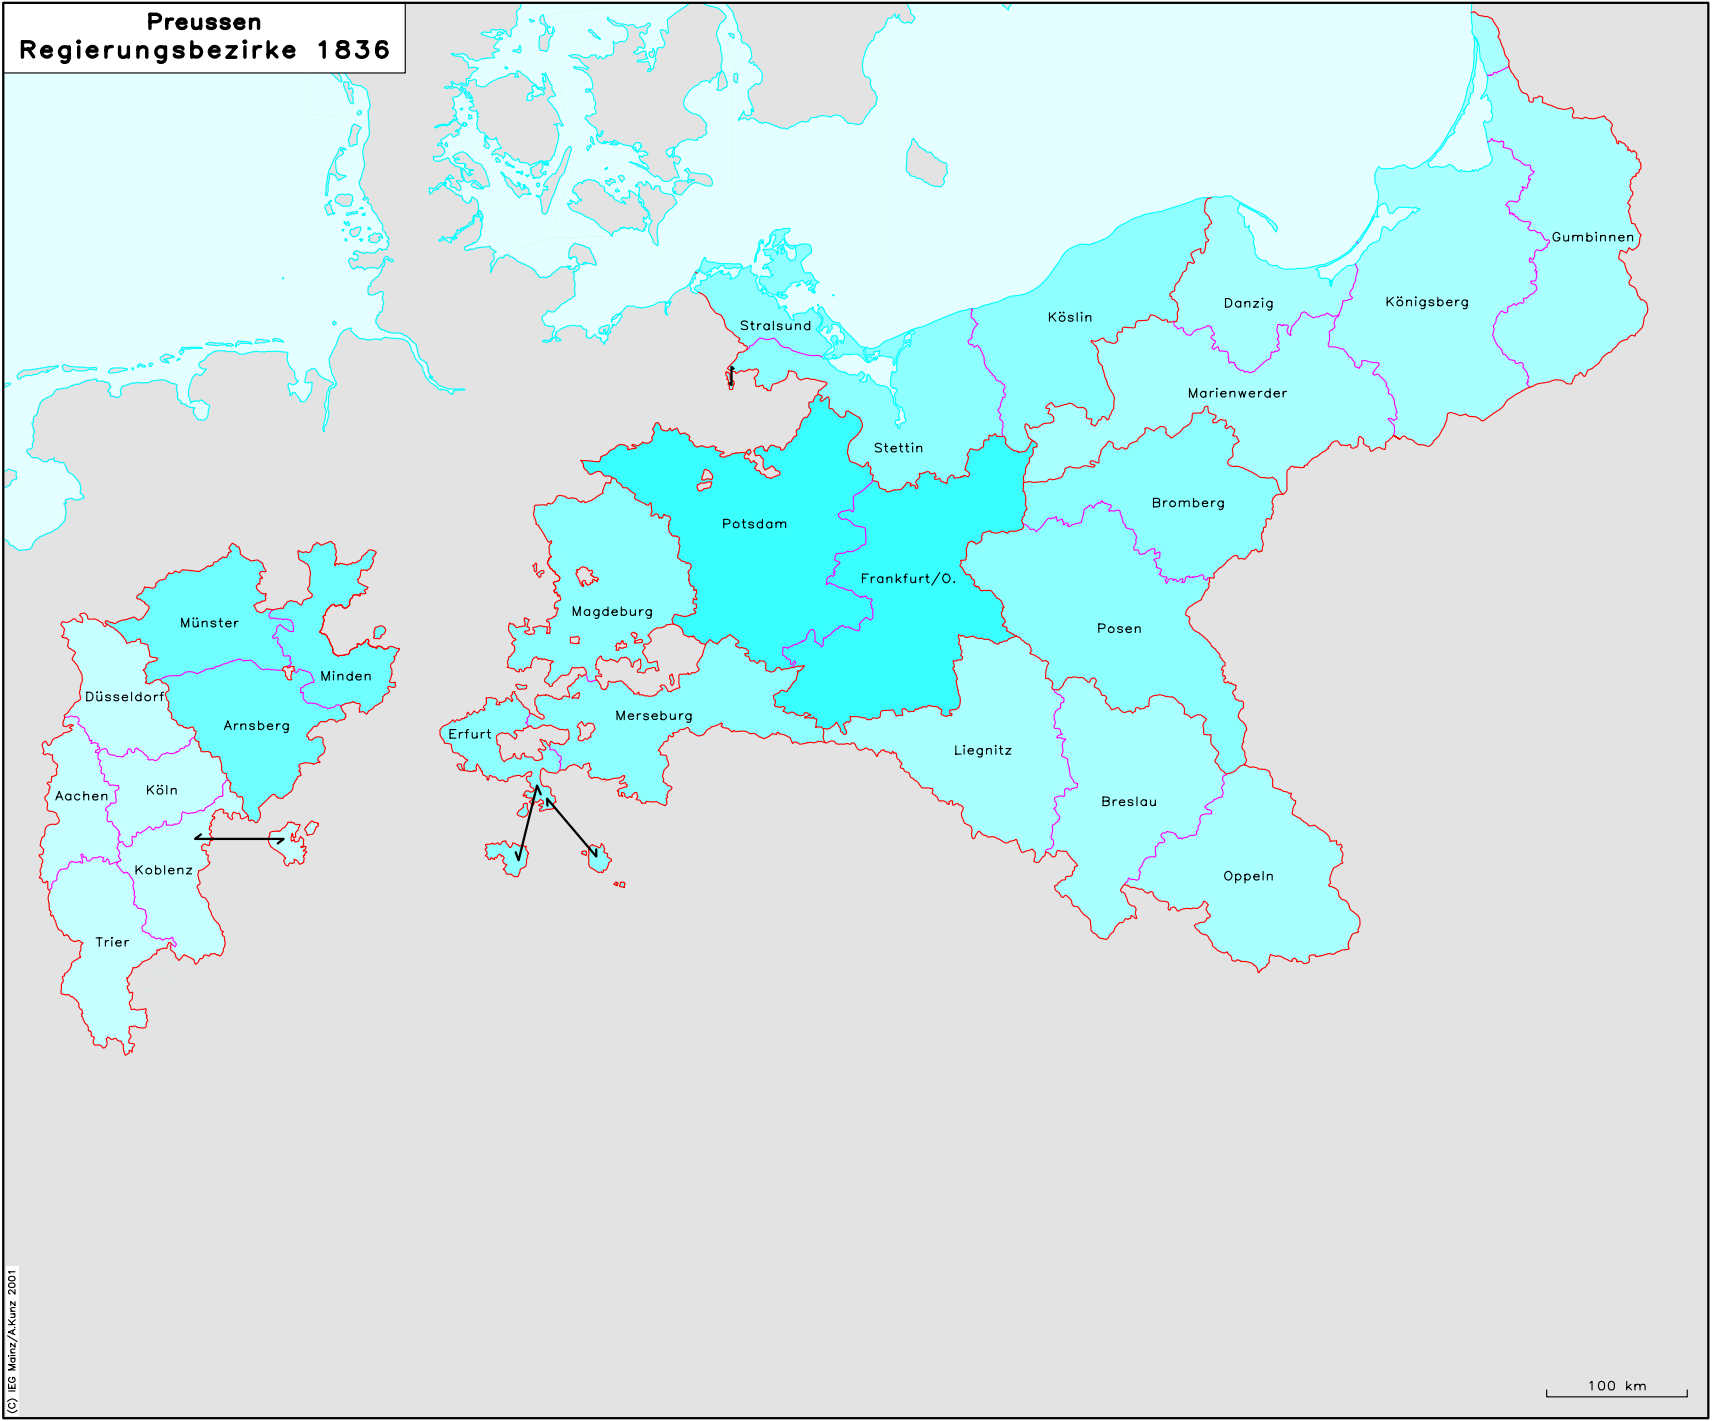 Preussen
Regierungsbezirke 1836
Gumbinnen
Königsberg
Danzig
Köslin
Stralsund
Marienwerder
Stettin
Bromberg
Potsdam
Frankfurt/O.
Magdeburg
Münster
Posen
Minden
Düsseldorf
Merseburg
Arnsberg
Erfurt
Liegnitz
Köln
Aachen
Breslau
Koblenz
Oppeln
Trier
(C) IEG Mainz/A.Kunz 2001
100 km